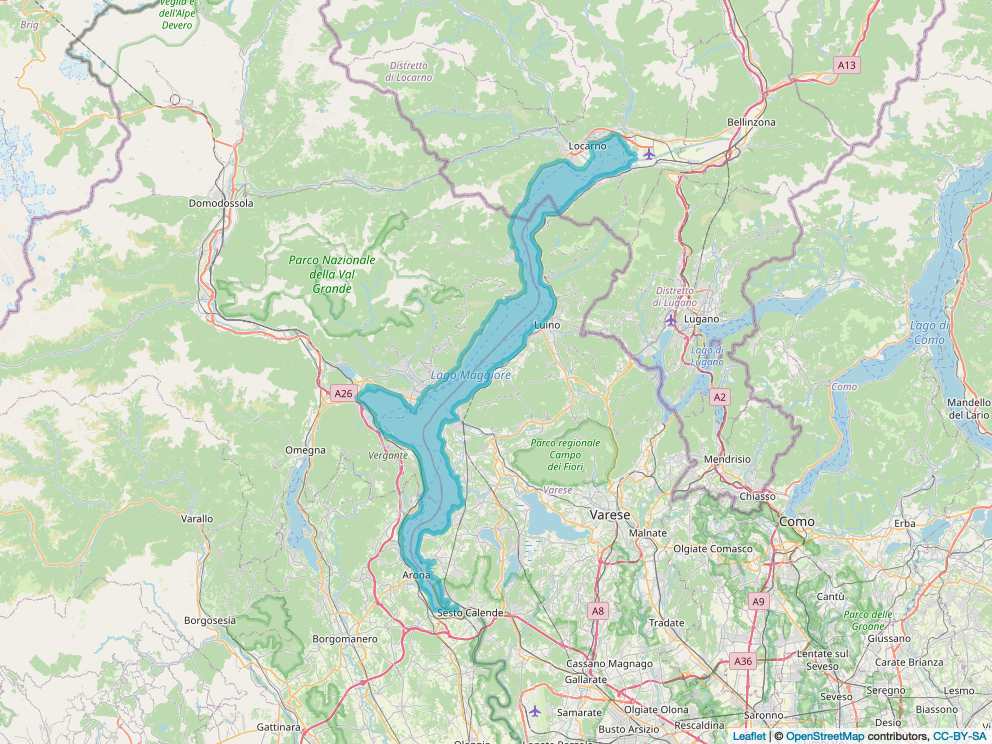 Veglia e
dell'Alpe
Devero
Brig
Distretto
di Locarno
A13
Bellinzona
Locarno
Domodossola
Parco Nazionale
della Val
Grande
Distretto
di Lugano
Lugano
Luino
Lago di
Lugano
Lago di
Como
Lago Maggiore
Como
A26
A2
Mandello
del Lario
Omegna
Vergante
Parco regionale
Campo
dei Fiori
Mendrisio
Varese
Chiasso
Varallo
Varese
Como
Erba
Malnate
Olgiate Comasco
Arona
Cantù
A9
A8
Sesto Calende
Parco delle
Groane
Borgosesia
Tradate
Giussano
Borgomanero
Lentate sul
Seveso
Carate Brianza
A36
Cassano Magnago
Gallarate
Seveso
Seregno
Lesmo
Biassono
Samarate
Olgiate Olona
Saronno
Desio
Gattinara
Busto Arsizio
Rescaldina
Leaflet | © OpenStreetMap contributors, CC-BY-SA